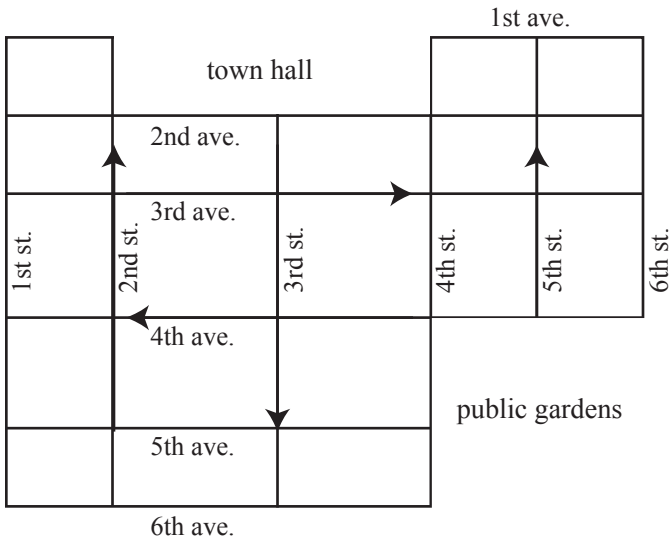 1st ave.
town hall
2nd ave.
3rd ave.
1st st.
2nd st.
3rd st.
4th st.
5th st.
6th st.
4th ave.
public gardens
5th ave.
6th ave.